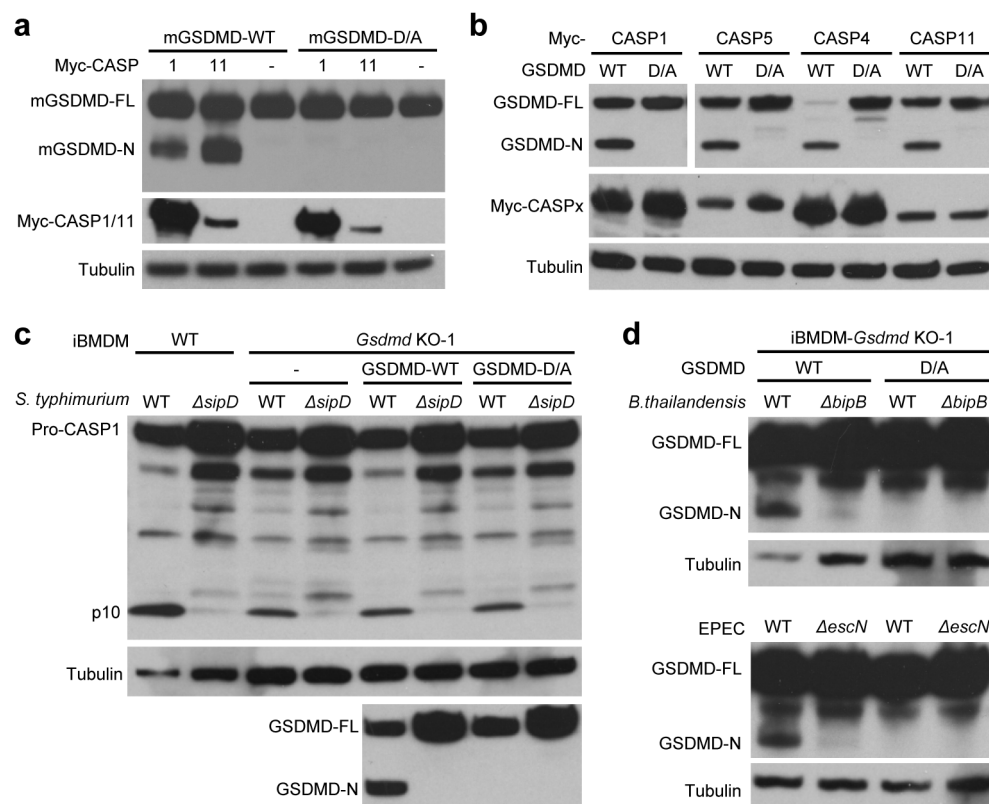 a
mGSDMD-WT mGSDMD-D/A
Myc-CASP 1 11 - 1 11 -
mGSDMD-FL
mGSDMD-N
Myc-CASP1/11
Tubulin
b
Myc- CASP1 CASP5 CASP4 CASP11
GSDMD WT D/A WT D/A WT D/A WT D/A
GSDMD-FL
GSDMD-N
Myc-CASPx
Tubulin
c
iBMDM WT Gsdmd KO-1
- GSDMD-WT GSDMD-D/A
S. typhimurium WT ΔsipD WT ΔsipD WT ΔsipD WT ΔsipD
Pro-CASP1
p10
Tubulin
GSDMD-FL
GSDMD-N
d
iBMDM-Gsdmd KO-1
GSDMD WT D/A
B.thailandensis WT ΔbipB WT ΔbipB
GSDMD-FL
GSDMD-N
Tubulin
EPEC WT ΔescN WT ΔescN
GSDMD-FL
GSDMD-N
Tubulin